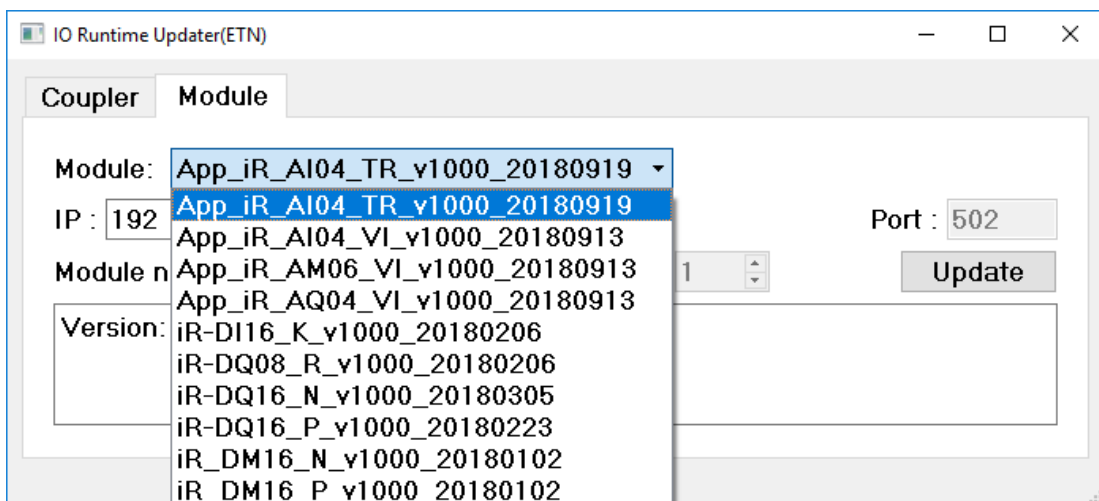 IO Runtime Updater(ETN)
Coupler Module
Module: App_iR_AI04_TR_v1000_20180919
App_iR_AI04_TR_v1000_20180919
IP : 192 Port : 502
App_iR_AI04_VI_v1000_20180913
App_iR_AM06_VI_v1000_20180913
Module n 1 Update
App_iR_AQ04_VI_v1000_20180913
Version:
iR-DI16_K_v1000_20180206
iR-DQ08_R_v1000_20180206
iR-DQ16_N_v1000_20180305
iR-DQ16_P_v1000_20180223
iR_DM16_N_v1000_20180102
iR_DM16_P_v1000_20180102